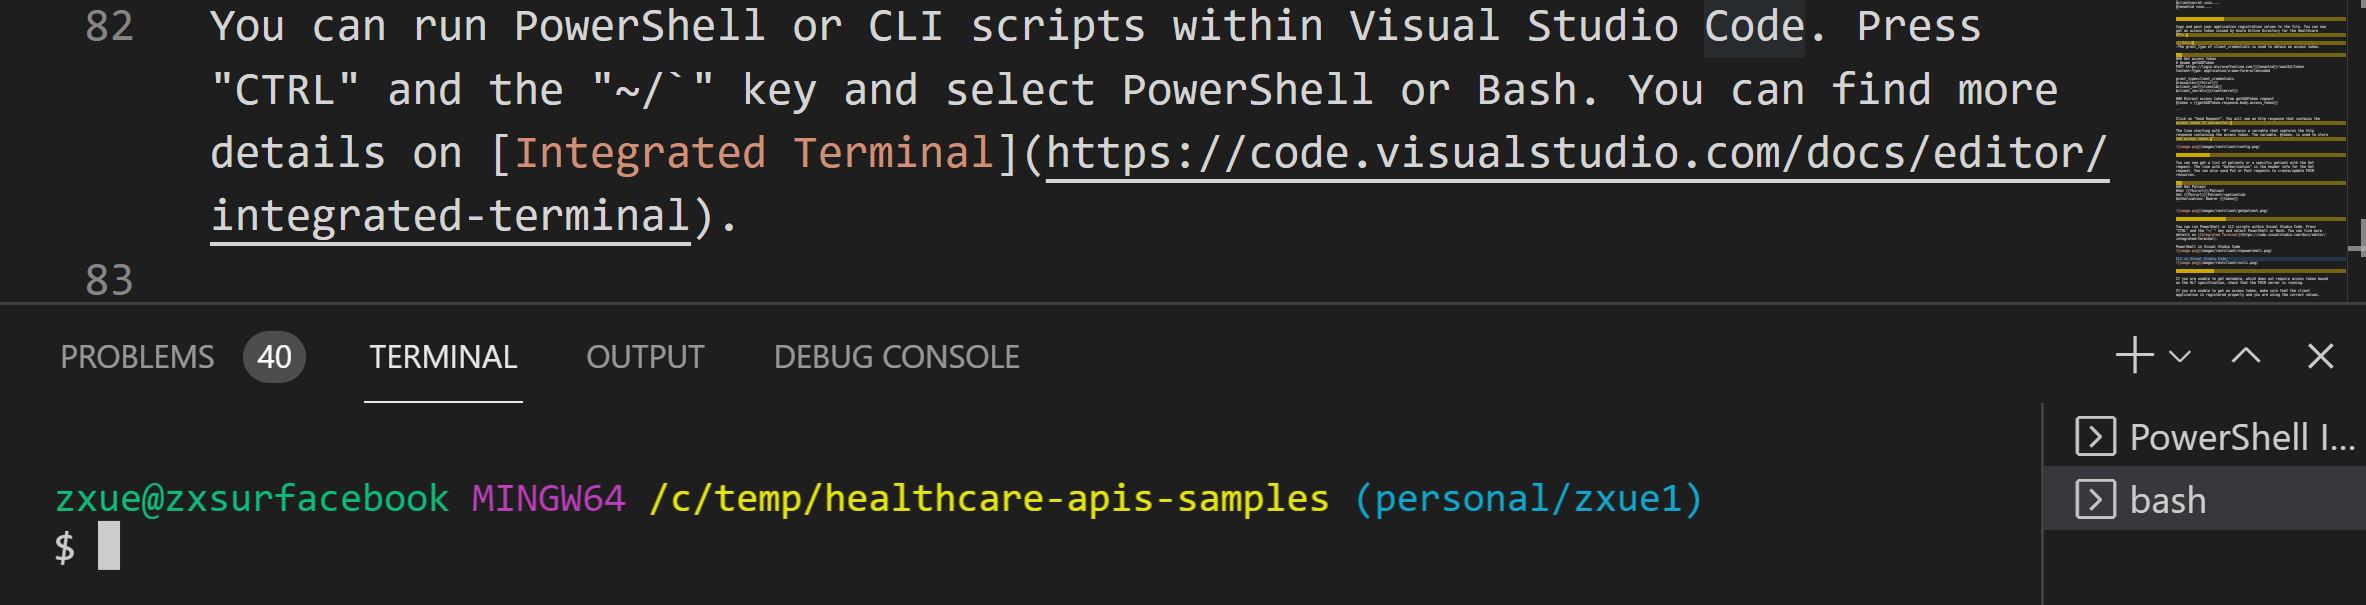 82 You can run PowerShell or CLI scripts within Visual Studio Code. Press
"CTRL" and the "~/`" key and select PowerShell or Bash. You can find more
details on [Integrated Terminal](https://code.visualstudio.com/docs/editor/
integrated-terminal).
83
PROBLEMS 40 TERMINAL OUTPUT DEBUG CONSOLE
PowerShell I...
bash
zxue@zxsurfacebook MINGW64 /c/temp/healthcare-apis-samples (personal/zxue1)
$